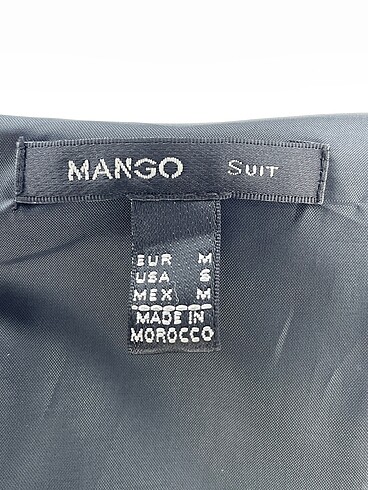 MANGO SUIT
EUR M
USA S
MEX M
MADE IN
MOROCCO